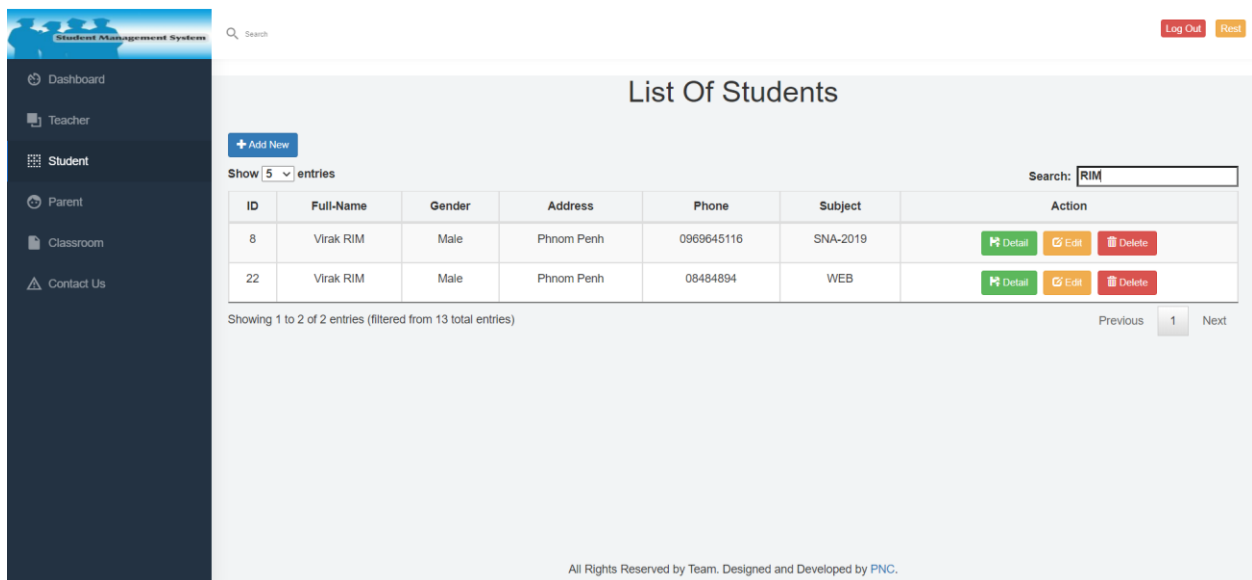 Student Management System
Search
Log Out Rest
Dashboard
Teacher
Student
Parent
Classroom
Contact Us
List Of Students
Add New
Show 5 entries
Search: RIM
ID Full-Name Gender Address Phone Subject Action
8 Virak RIM Male Phnom Penh 0969645116 SNA-2019 Detail Edit Delete
22 Virak RIM Male Phnom Penh 08484894 WEB Detail Edit Delete
Showing 1 to 2 of 2 entries (filtered from 13 total entries)
Previous 1 Next
All Rights Reserved by Team. Designed and Developed by PNC.